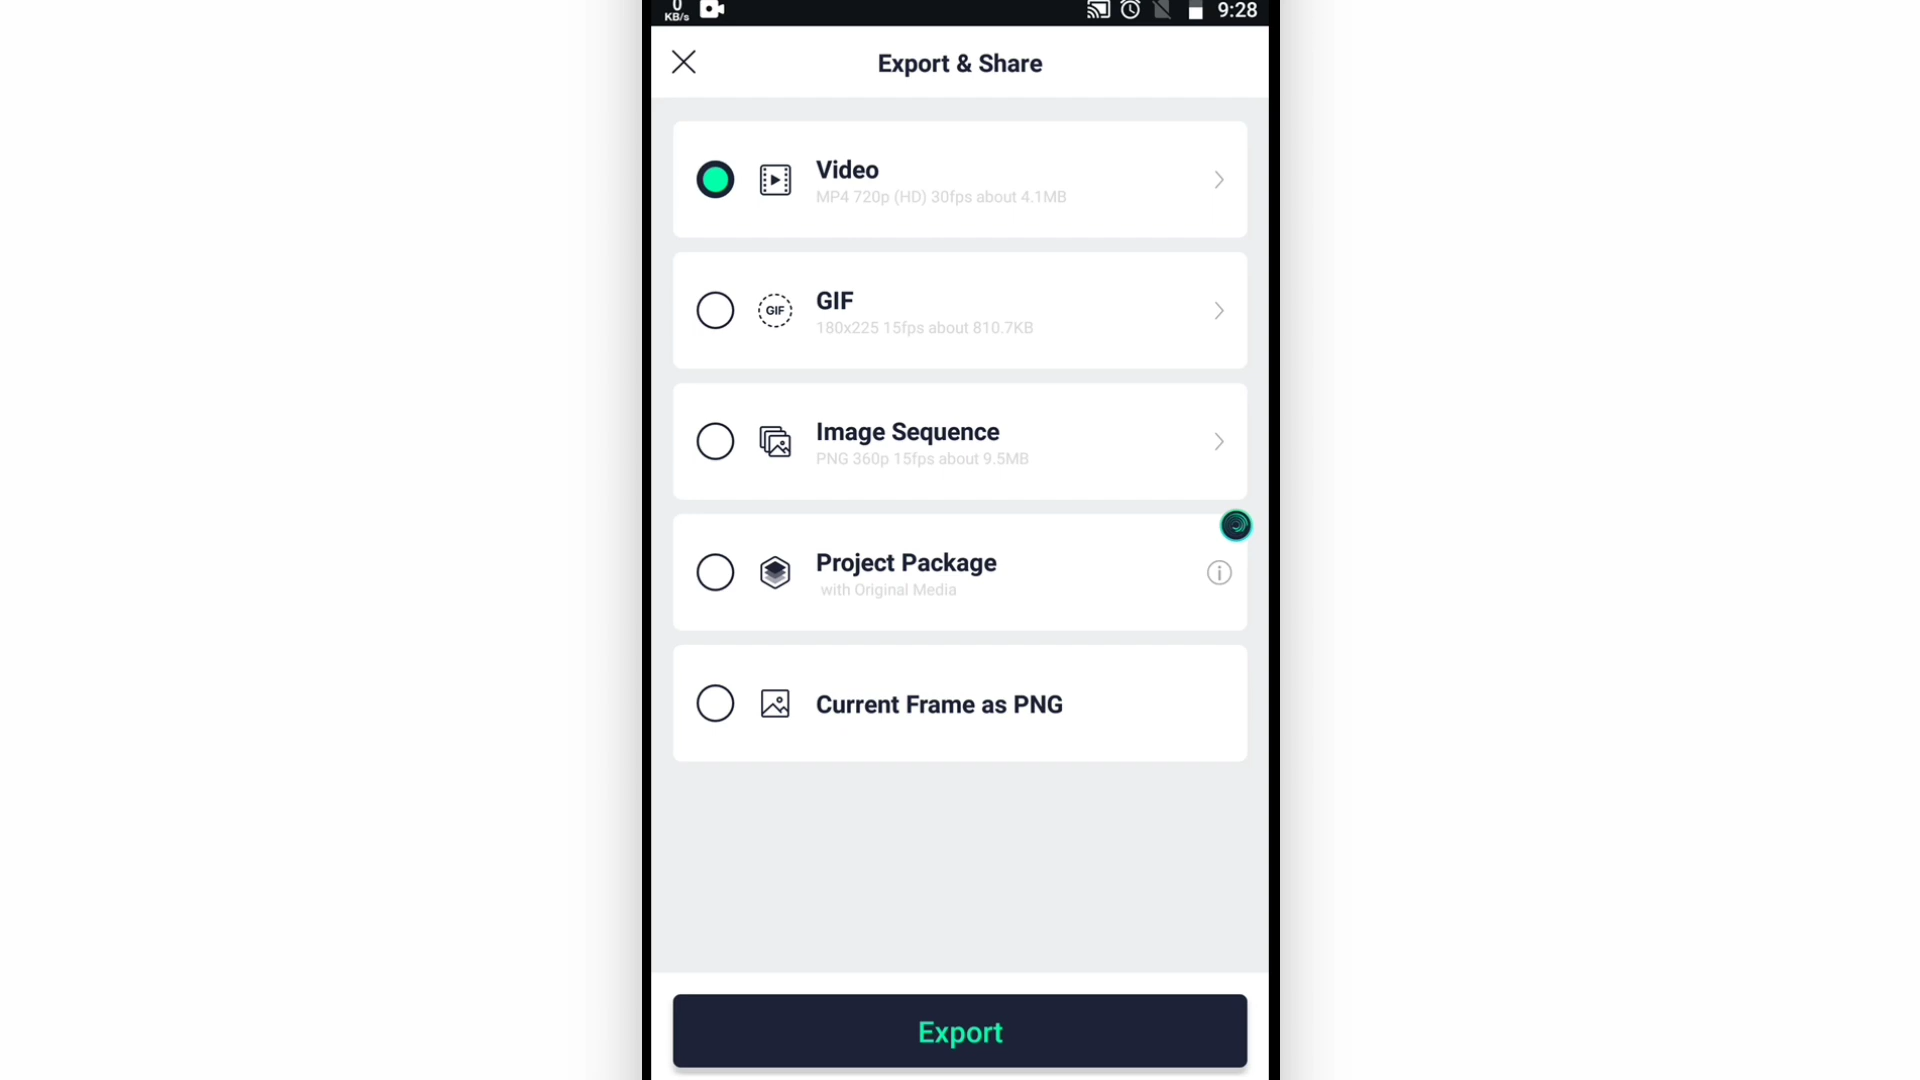 0
KB/s
9:28
Export & Share
Video
MP4 720p (HD) 30fps about 4.1MB
GIF
GIF
180x225 15fps about 810.7KB
Image Sequence
PNG 360p 15fps about 9.5MB
Project Package
with Original Media
Current Frame as PNG
Export